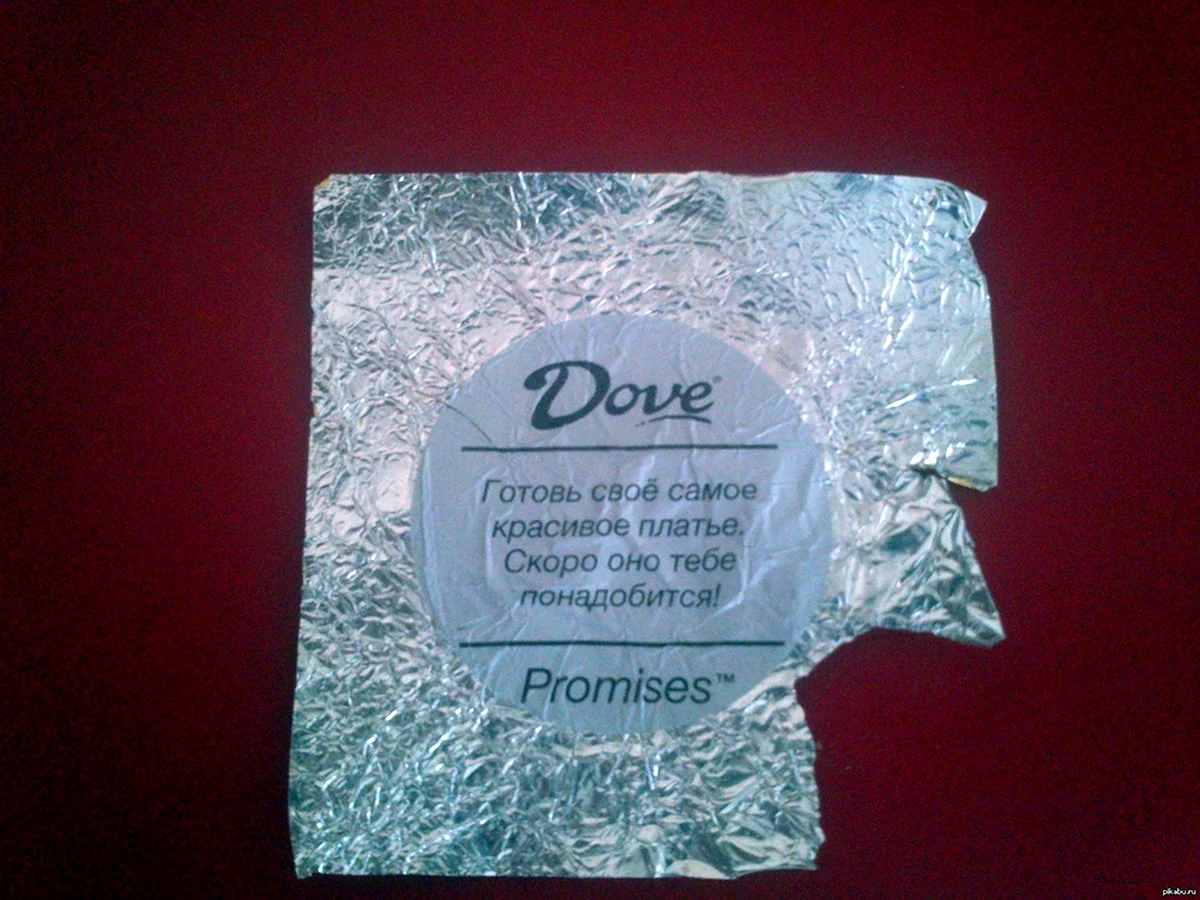 Dove®
Готовь своё самое
красивое платье.
Скоро оно тебе
понадобится!
Promises™
pikabu.ru